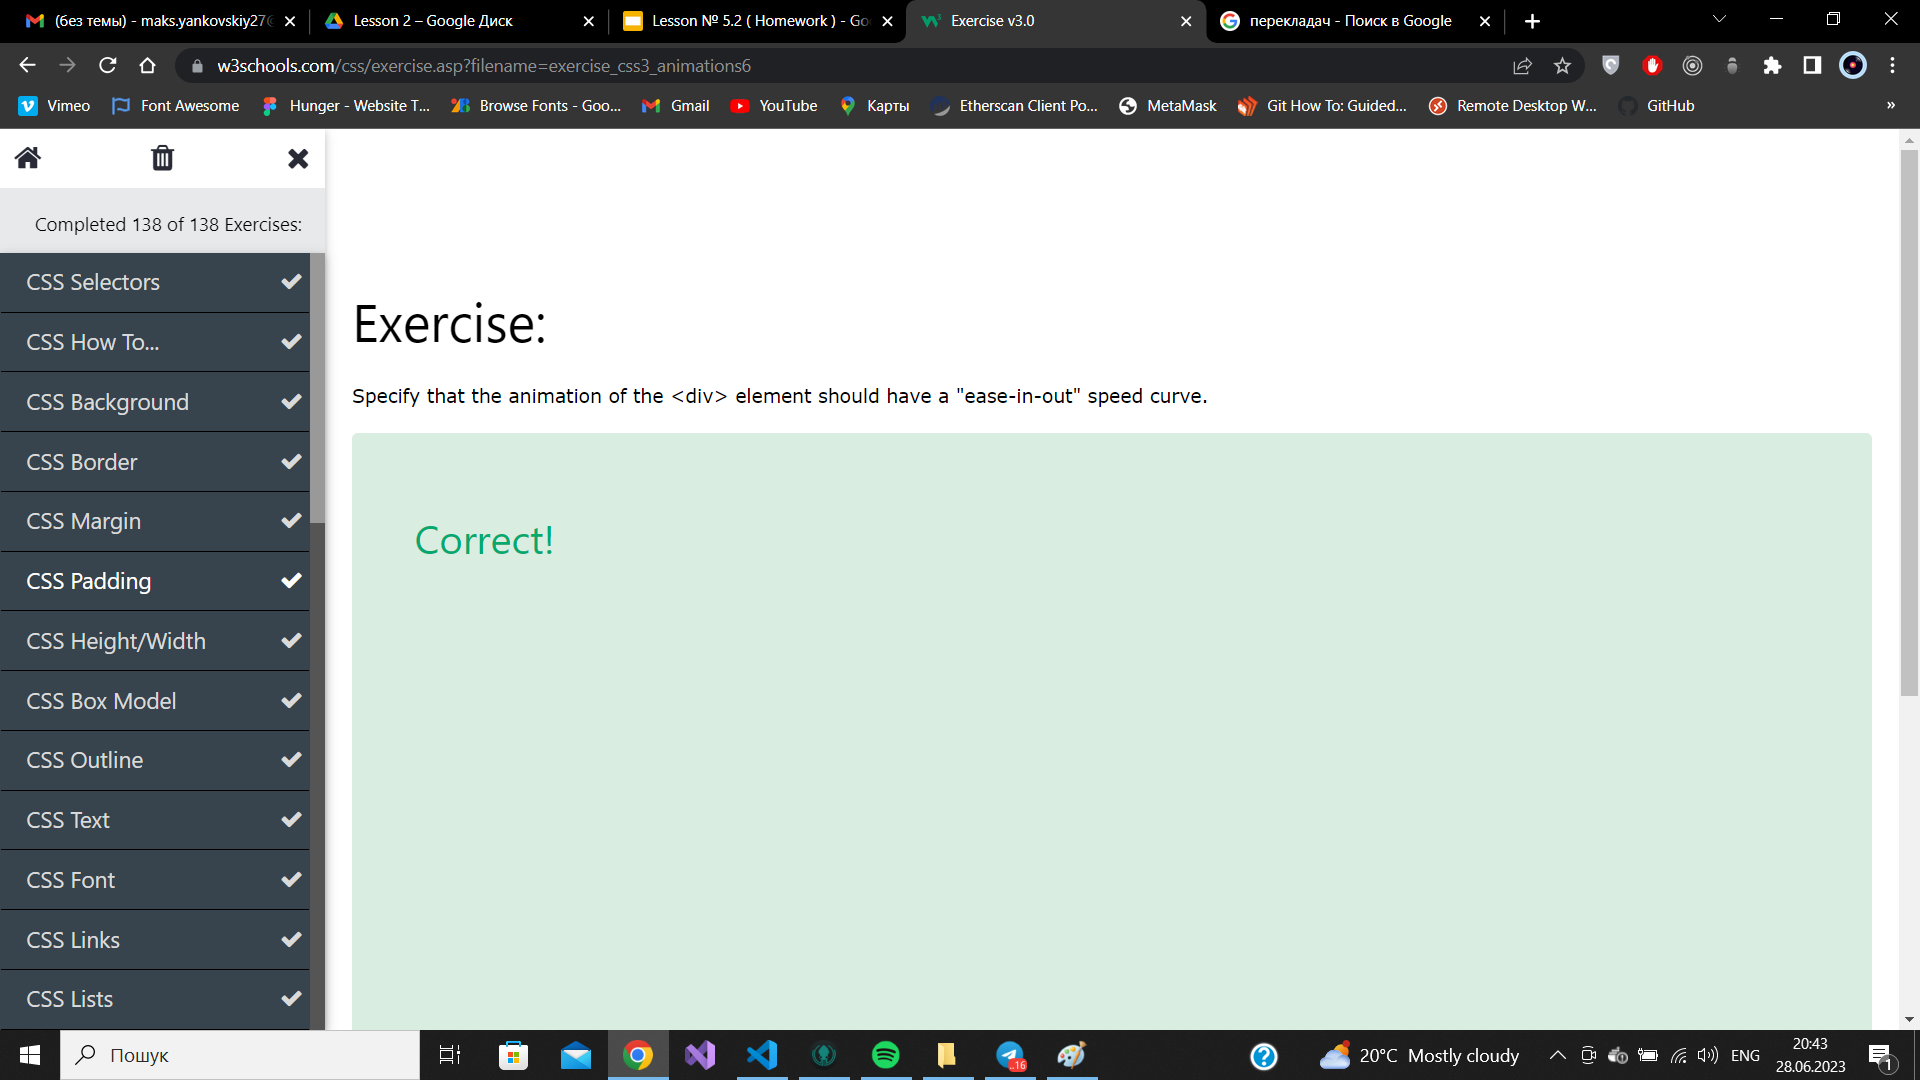 (без темы) - maks.yankovskiy27@
Lesson 2 – Google Диск
Lesson № 5.2 ( Homework ) - Go
Exercise v3.0
перекладач - Поиск в Google
w3schools.com/css/exercise.asp?filename=exercise_css3_animations6
Vimeo
Font Awesome
Hunger - Website T...
Browse Fonts - Goo...
Gmail
YouTube
Карты
Etherscan Client Po...
MetaMask
Git How To: Guided...
Remote Desktop W...
GitHub
»
Completed 138 of 138 Exercises:
CSS Selectors
CSS How To...
CSS Background
CSS Border
CSS Margin
CSS Padding
CSS Height/Width
CSS Box Model
CSS Outline
CSS Text
CSS Font
CSS Links
CSS Lists
Exercise:
Specify that the animation of the <div> element should have a "ease-in-out" speed curve.
Correct!
Пошук
..16
20°C Mostly cloudy
ENG
20:43
28.06.2023
1